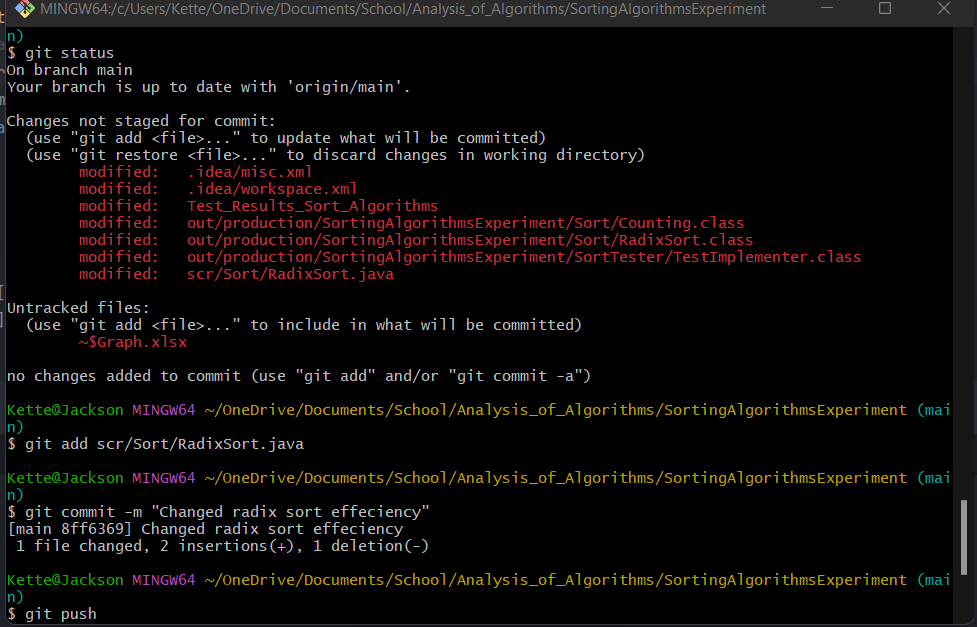 MINGW64:/c/Users/Kette/OneDrive/Documents/School/Analysis_of_Algorithms/SortingAlgorithmsExperiment
n)
$ git status
On branch main
Your branch is up to date with 'origin/main'.
Changes not staged for commit:
(use "git add <file>..." to update what will be committed)
(use "git restore <file>..." to discard changes in working directory)
modified: .idea/misc.xml
modified: .idea/workspace.xml
modified: Test_Results_Sort_Algorithms
modified: out/production/SortingAlgorithmsExperiment/Sort/Counting.class
modified: out/production/SortingAlgorithmsExperiment/Sort/RadixSort.class
modified: out/production/SortingAlgorithmsExperiment/SortTester/TestImplementer.class
modified: scr/Sort/RadixSort.java
Untracked files:
(use "git add <file>..." to include in what will be committed)
~$Graph.xlsx
no changes added to commit (use "git add" and/or "git commit -a")
Kette@Jackson MINGW64 ~/OneDrive/Documents/School/Analysis_of_Algorithms/SortingAlgorithmsExperiment (mai
n)
$ git add scr/Sort/RadixSort.java
Kette@Jackson MINGW64 ~/OneDrive/Documents/School/Analysis_of_Algorithms/SortingAlgorithmsExperiment (mai
n)
$ git commit -m "Changed radix sort effeciency"
[main 8ff6369] Changed radix sort effeciency
1 file changed, 2 insertions(+), 1 deletion(-)
Kette@Jackson MINGW64 ~/OneDrive/Documents/School/Analysis_of_Algorithms/SortingAlgorithmsExperiment (mai
n)
$ git push